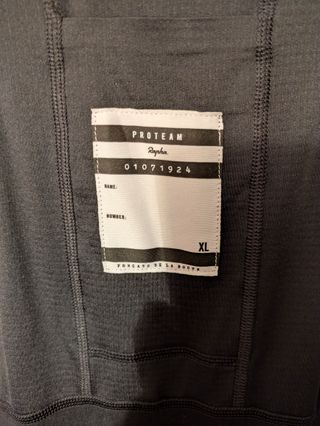 PROTEAM
Rapha
01071924
NAME:
NUMBER:
XL
FORÇATS DE LA ROUTE